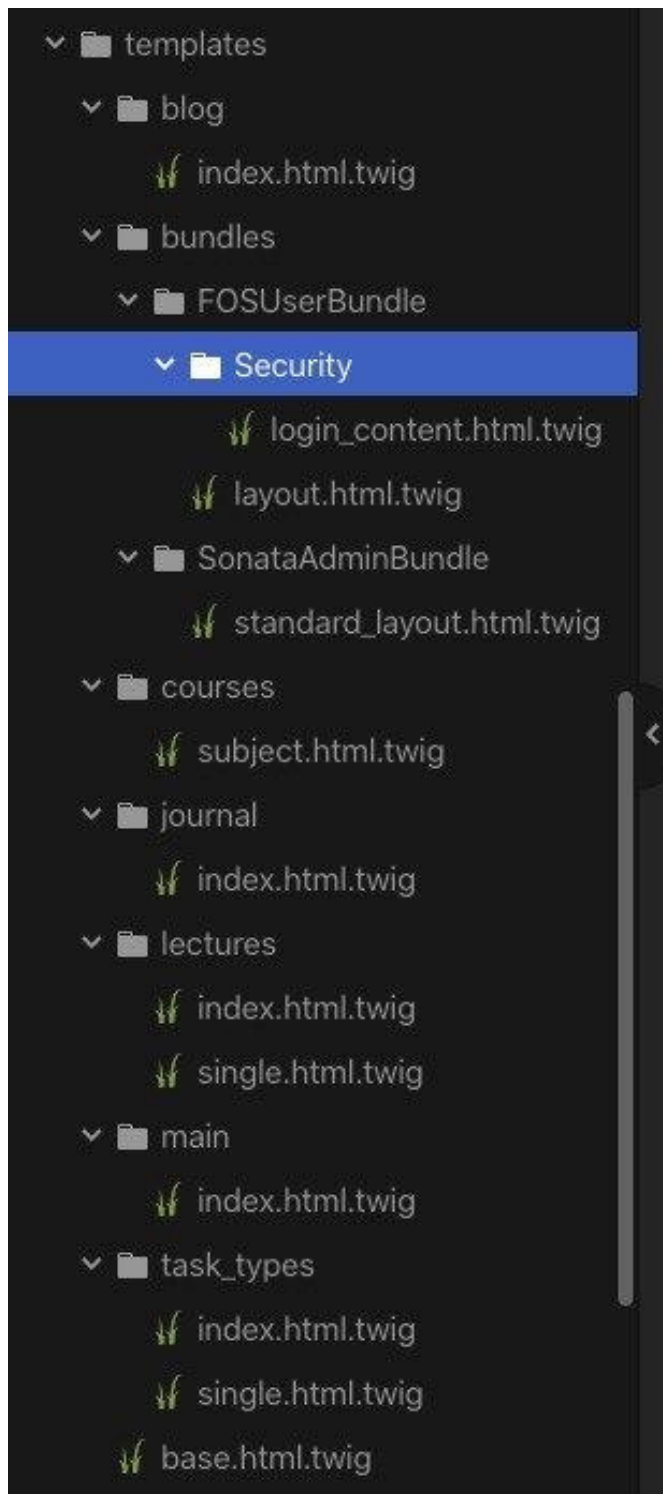 templates
blog
index.html.twig
bundles
FOSUserBundle
Security
login_content.html.twig
layout.html.twig
SonataAdminBundle
standard_layout.html.twig
courses
subject.html.twig
journal
index.html.twig
lectures
index.html.twig
single.html.twig
main
index.html.twig
task_types
index.html.twig
single.html.twig
base.html.twig